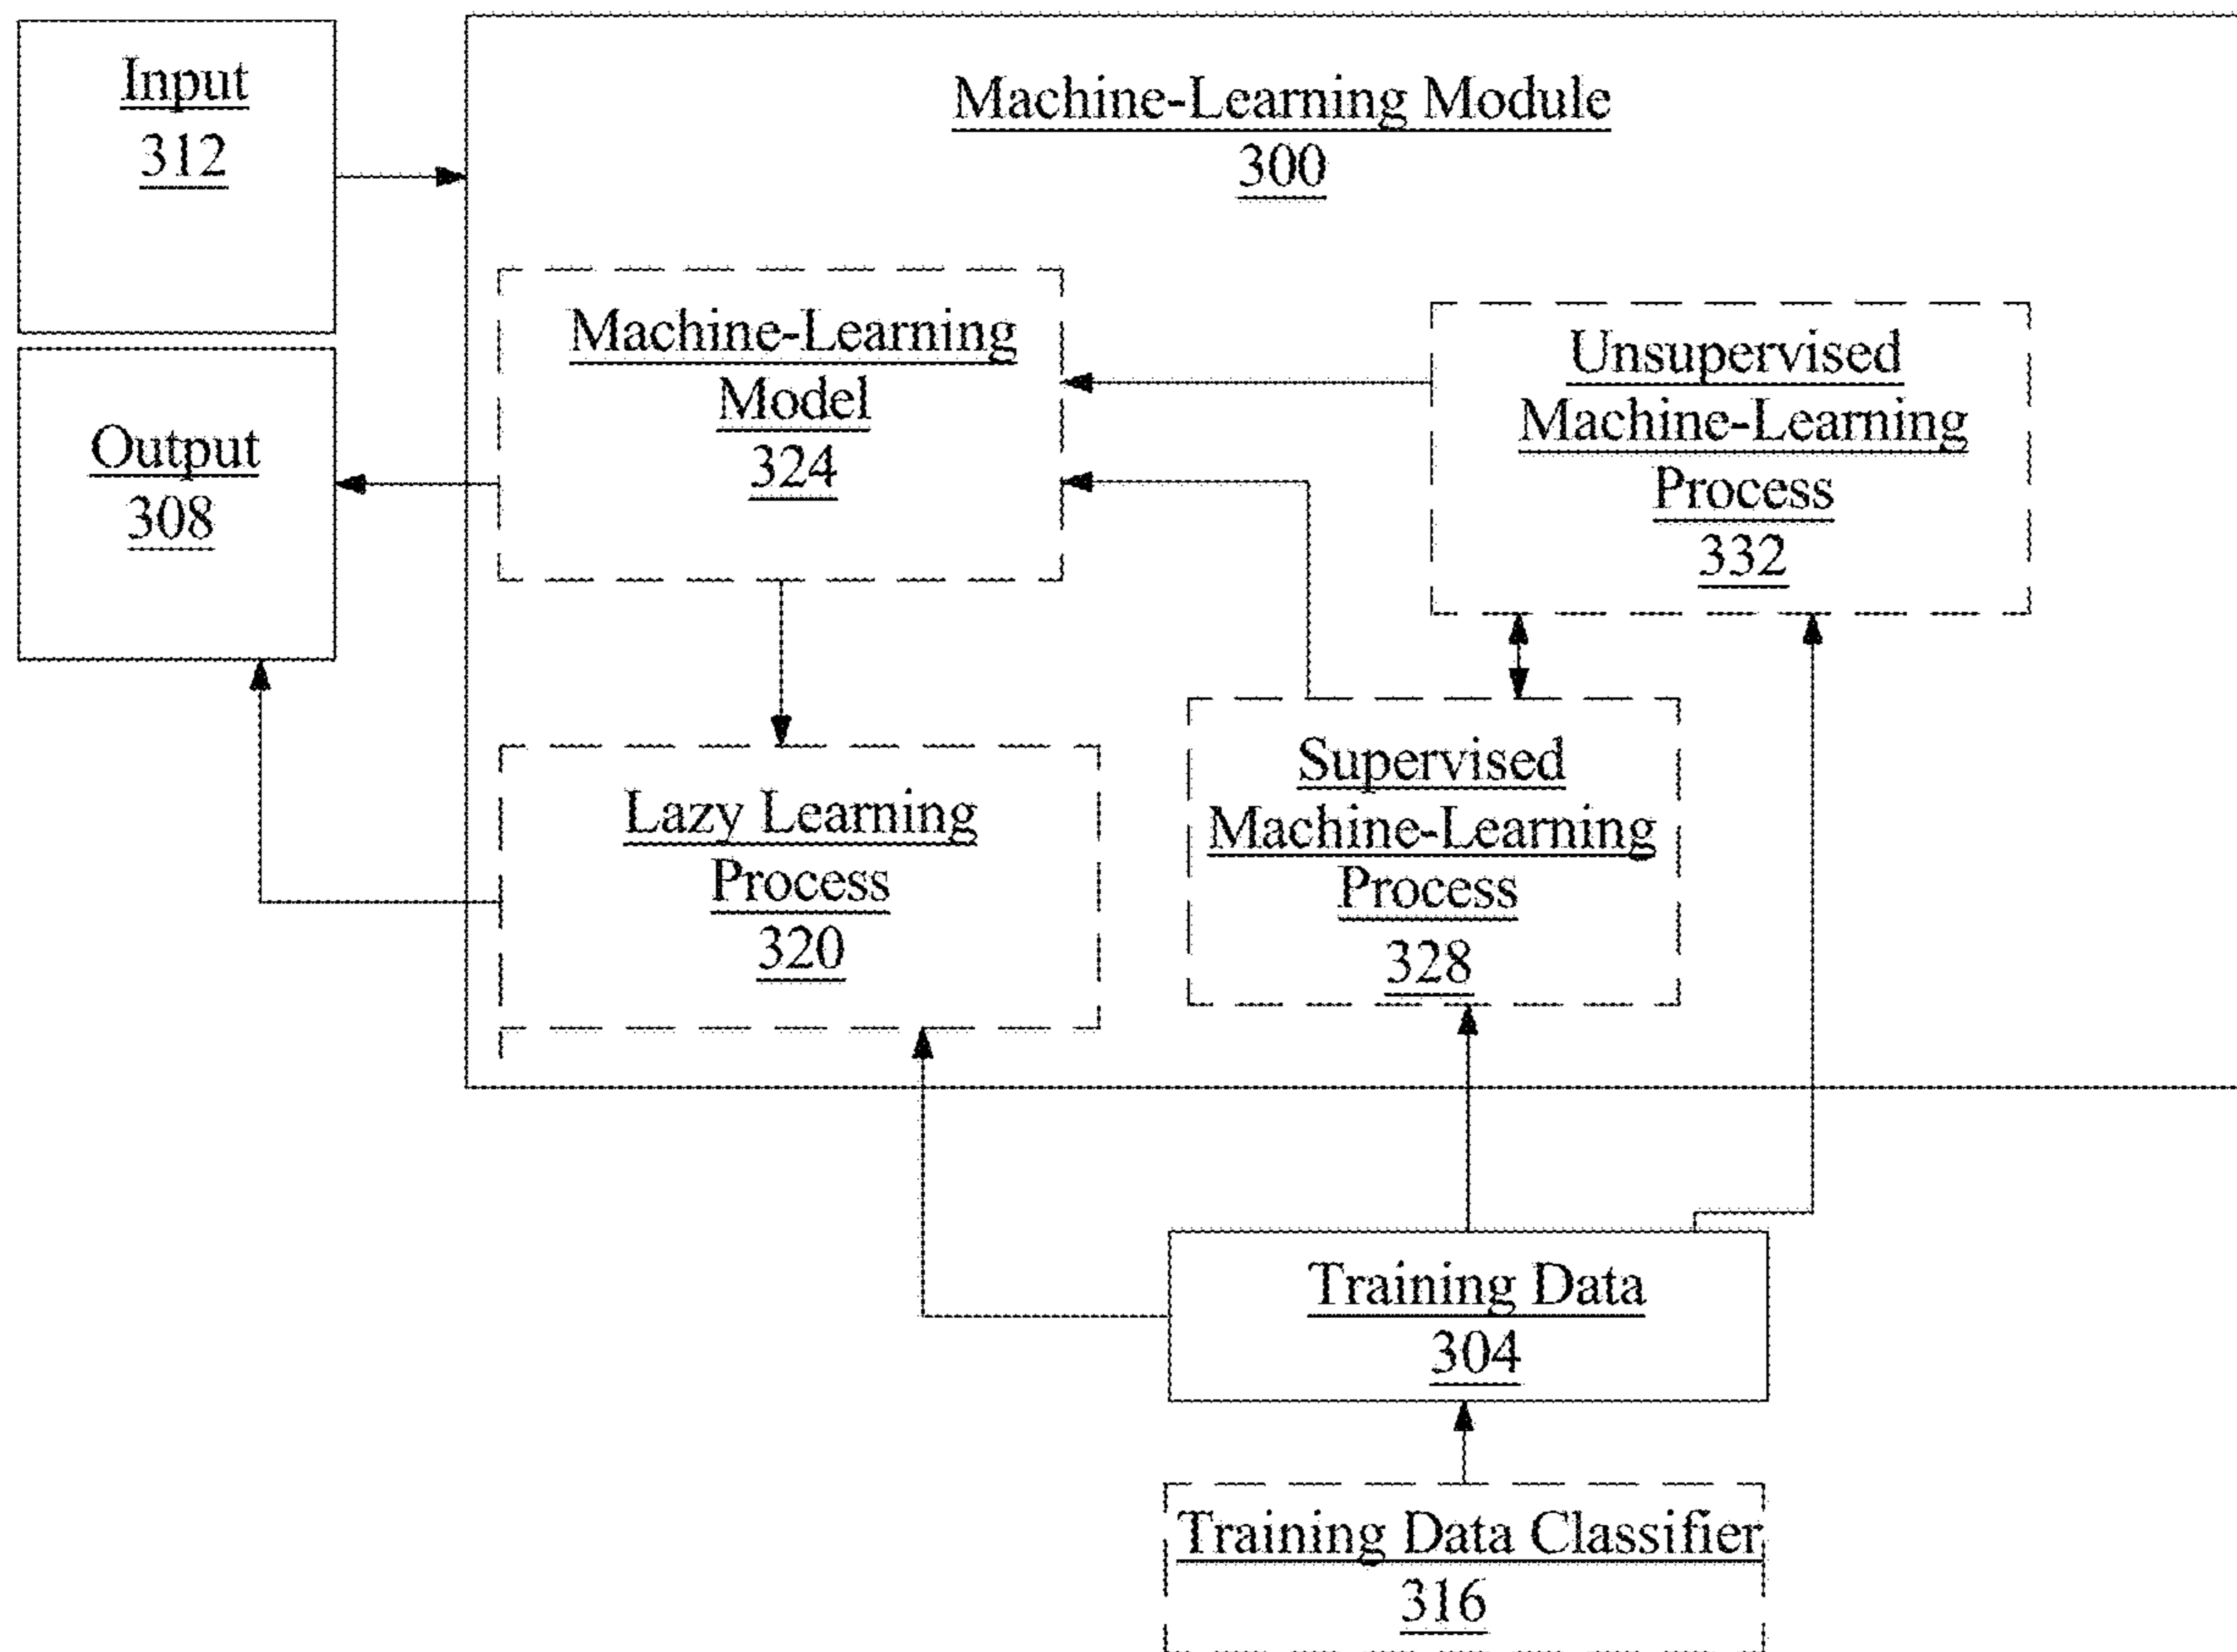 Input
312
Machine-Learning Module
300
Machine-Learning
Model
324
Unsupervised
Machine-Learning
Process
332
Output
308
Lazy Learning
Process
320
Supervised
Machine-Learning
Process
328
Training Data
304
Training Data Classifier
316